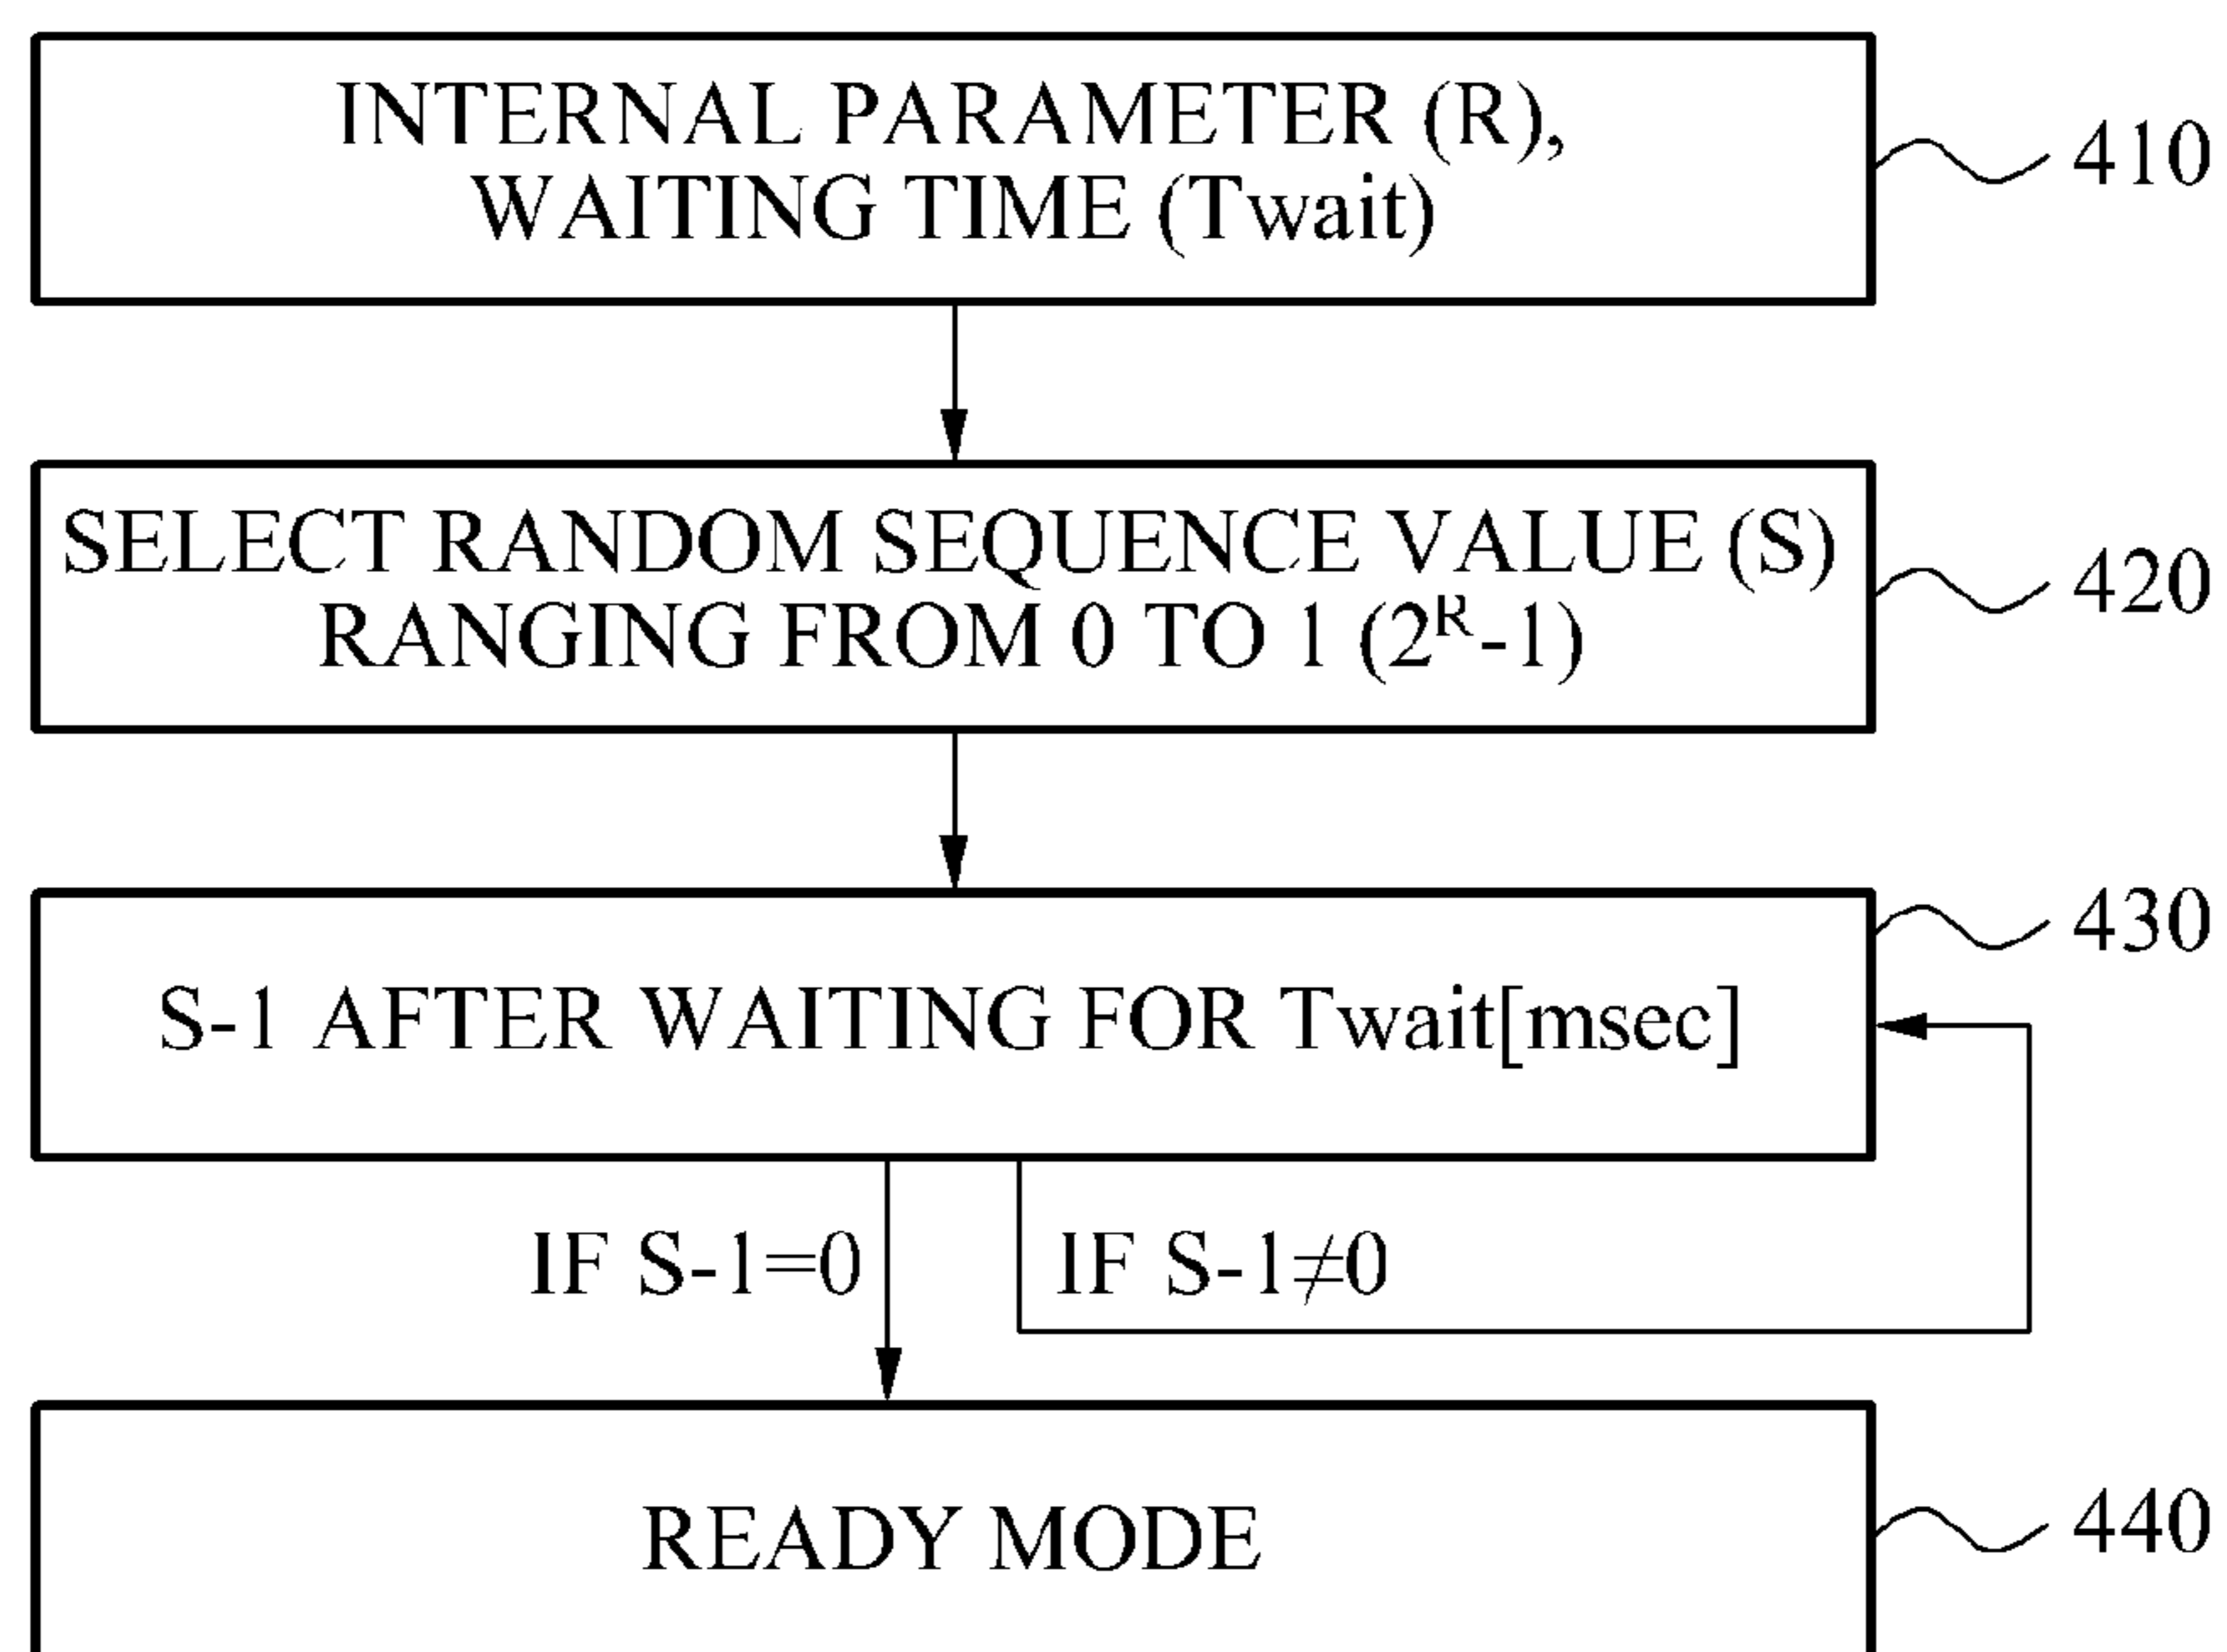 INTERNAL PARAMETER (R),
WAITING TIME (Twait)
410
SELECT RANDOM SEQUENCE VALUE (S)
RANGING FROM 0 TO 1 (2^R-1)
420
430
S-1 AFTER WAITING FOR Twait[msec]
IF S-1=0
IF S-1≠0
READY MODE
440